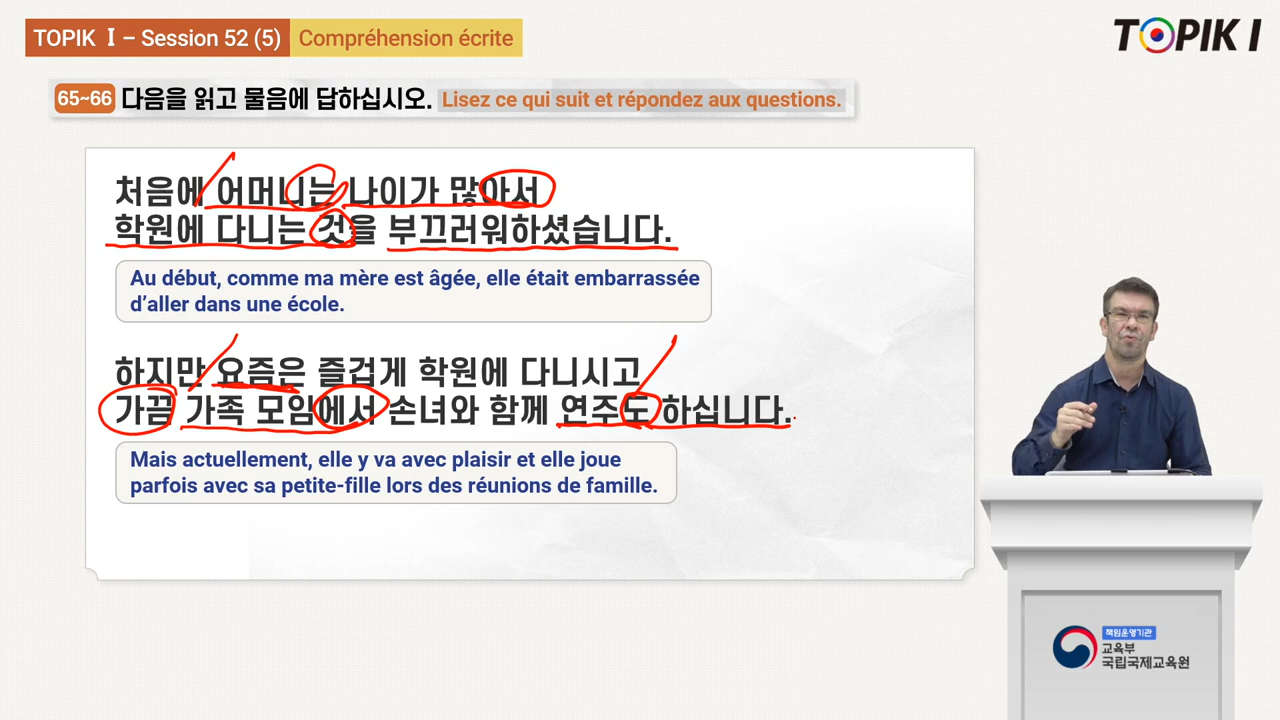 TOPIK I – Session 52 (5) Compréhension écrite
TOPIK I
65~66 다음을 읽고 물음에 답하십시오. Lisez ce qui suit et répondez aux questions.
처음에 어머니는 나이가 많아서
학원에 다니는 것을 부끄러워하셨습니다.
Au début, comme ma mère est âgée, elle était embarrassée
d’aller dans une école.
하지만 요즘은 즐겁게 학원에 다니시고
가끔 가족 모임에서 손녀와 함께 연주도 하십니다.
Mais actuellement, elle y va avec plaisir et elle joue
parfois avec sa petite-fille lors des réunions de famille.
책임운영기관
교육부
국립국제교육원